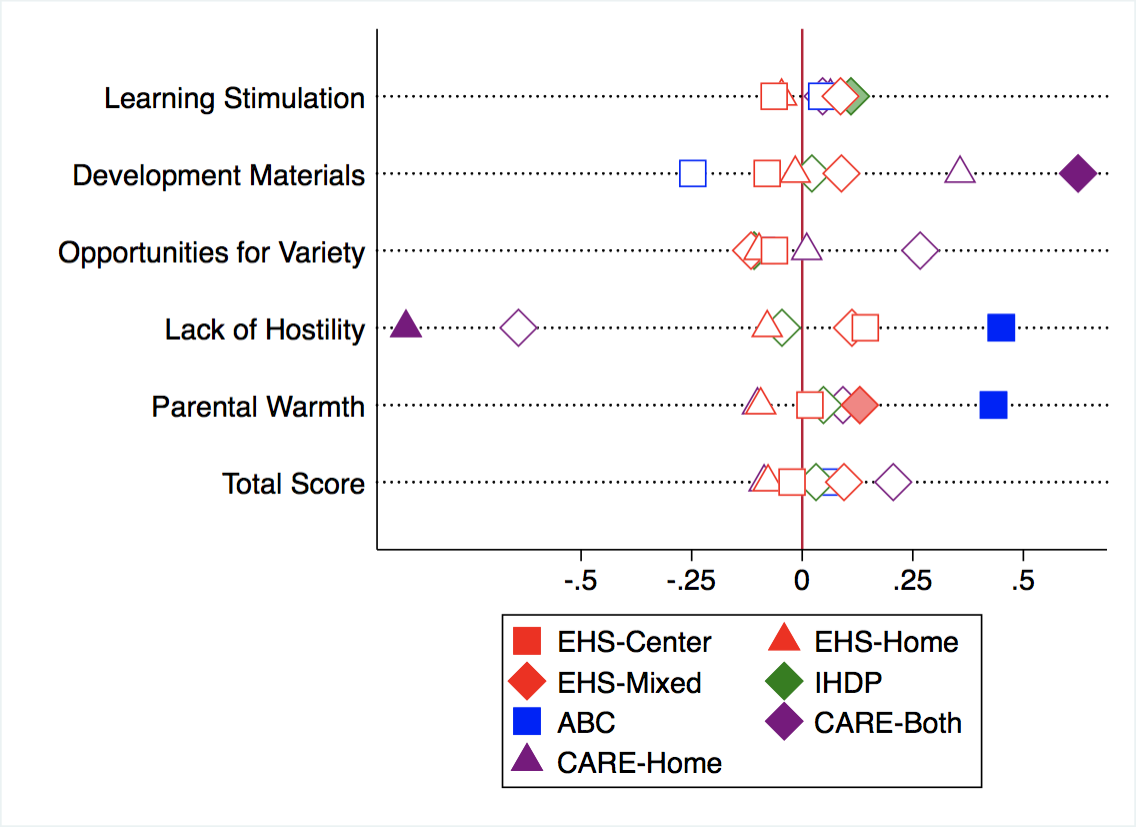 Learning Stimulation
Development Materials
Opportunities for Variety
Lack of Hostility
Parental Warmth
Total Score
-.5 -.25 0 .25 .5
EHS-Center EHS-Home
EHS-Mixed IHDP
ABC CARE-Both
CARE-Home